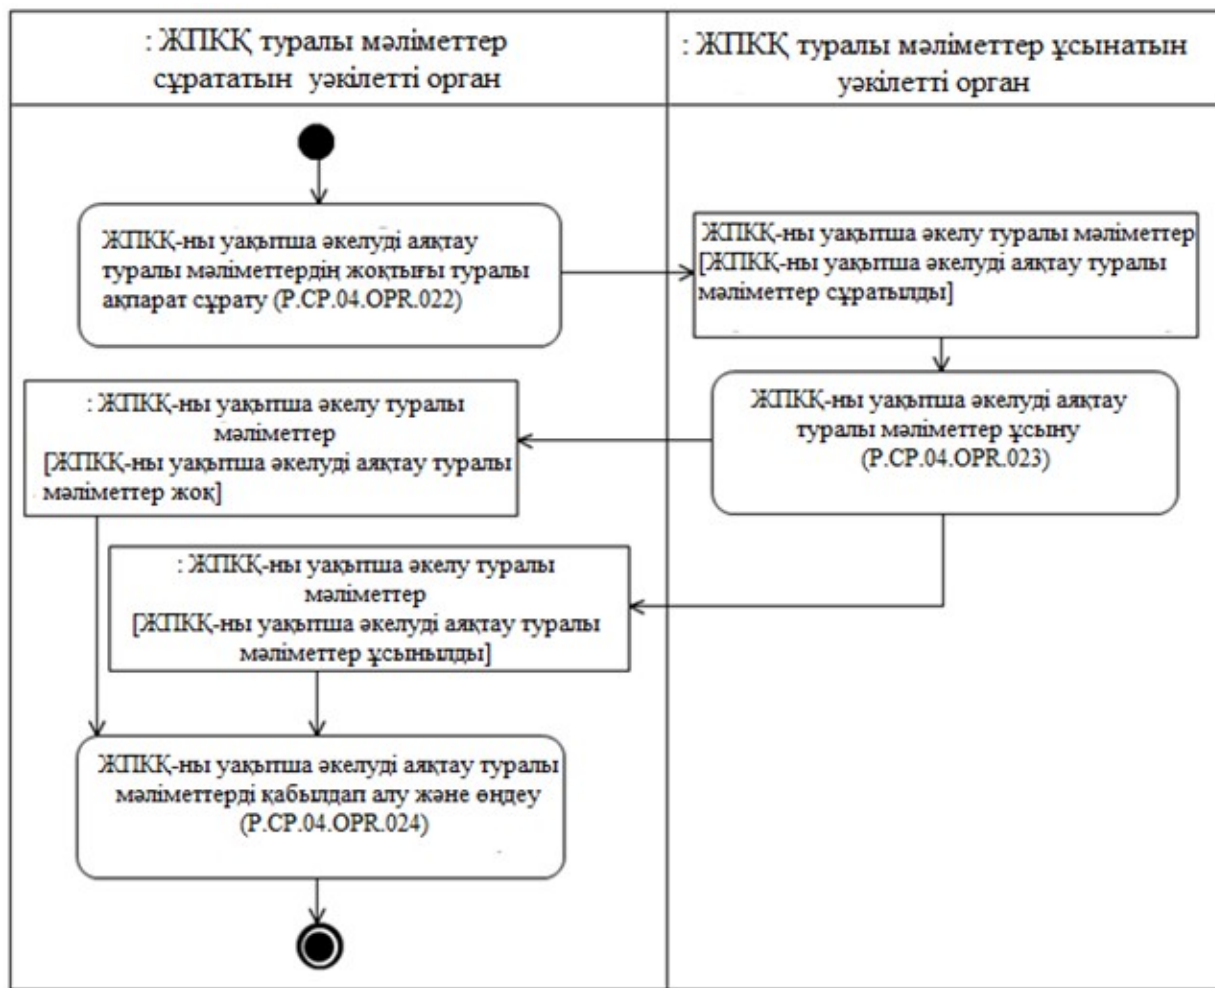 : ЖПКҚ туралы мәліметтер
сұрататын уәкілетті орган
: ЖПКҚ туралы мәліметтер ұсынатын
уәкілетті орган
ЖПКҚ-ны уақытша әкелуді аяқтау
туралы мәліметтердің жоқтығы туралы
ақпарат сұрату (P.CP.04.OPR.022)
ЖПКҚ-ны уақытша әкелу туралы мәліметтер
[ЖПКҚ-ны уақытша әкелуді аяқтау туралы
мәліметтер сұратылды]
ЖПКҚ-ны уақытша әкелуді аяқтау
туралы мәліметтер ұсыну
(P.CP.04.OPR.023)
: ЖПКҚ-ны уақытша әкелу туралы
мәліметтер
[ЖПКҚ-ны уақытша әкелуді аяқтау туралы
мәліметтер жоқ]
: ЖПКҚ-ны уақытша әкелу туралы
мәліметтер
[ЖПКҚ-ны уақытша әкелуді аяқтау туралы
мәліметтер ұсынылды]
ЖПКҚ-ны уақытша әкелуді аяқтау туралы
мәліметтерді қабылдап алу және өңдеу
(P.CP.04.OPR.024)